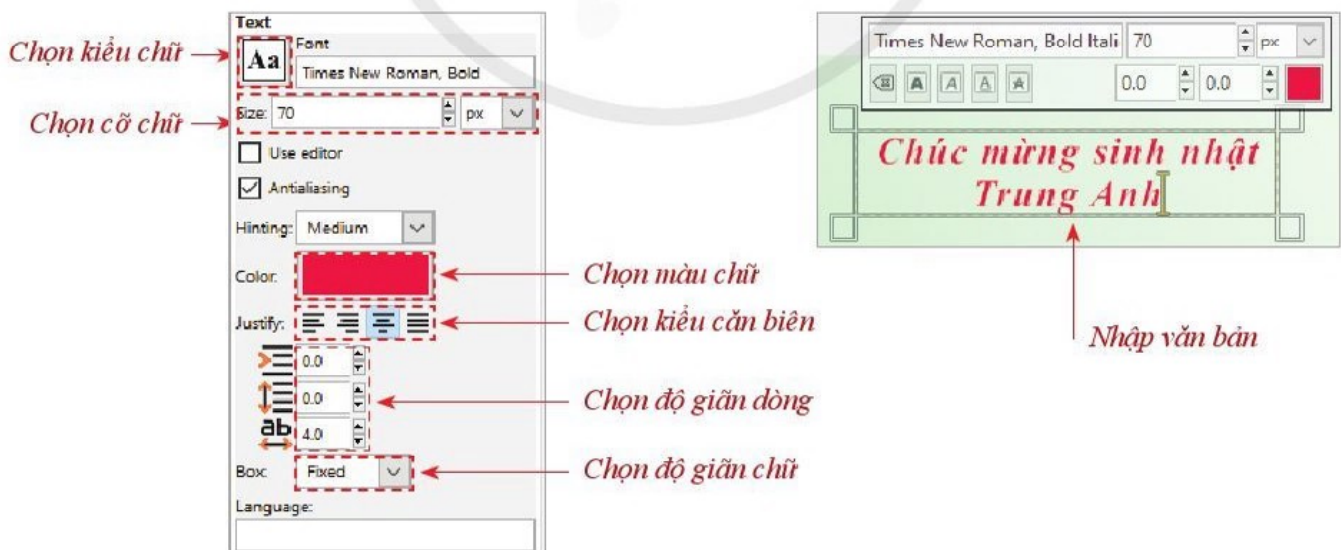 Text
Chọn kiểu chữ
Aa
Font
Times New Roman, Bold
Chọn cỡ chữ
Size: 70 px
Use editor
Antialiasing
Hinting: Medium
Color:
Chọn màu chữ
Justify:
Chọn kiểu căn biên
0.0
0.0
Chọn độ giãn dòng
ab 4.0
Box: Fixed
Chọn độ giãn chữ
Language:
Times New Roman, Bold Itali 70 px
A A A A 0.0 0.0
Chúc mừng sinh nhật
Trung Anh
Nhập văn bản